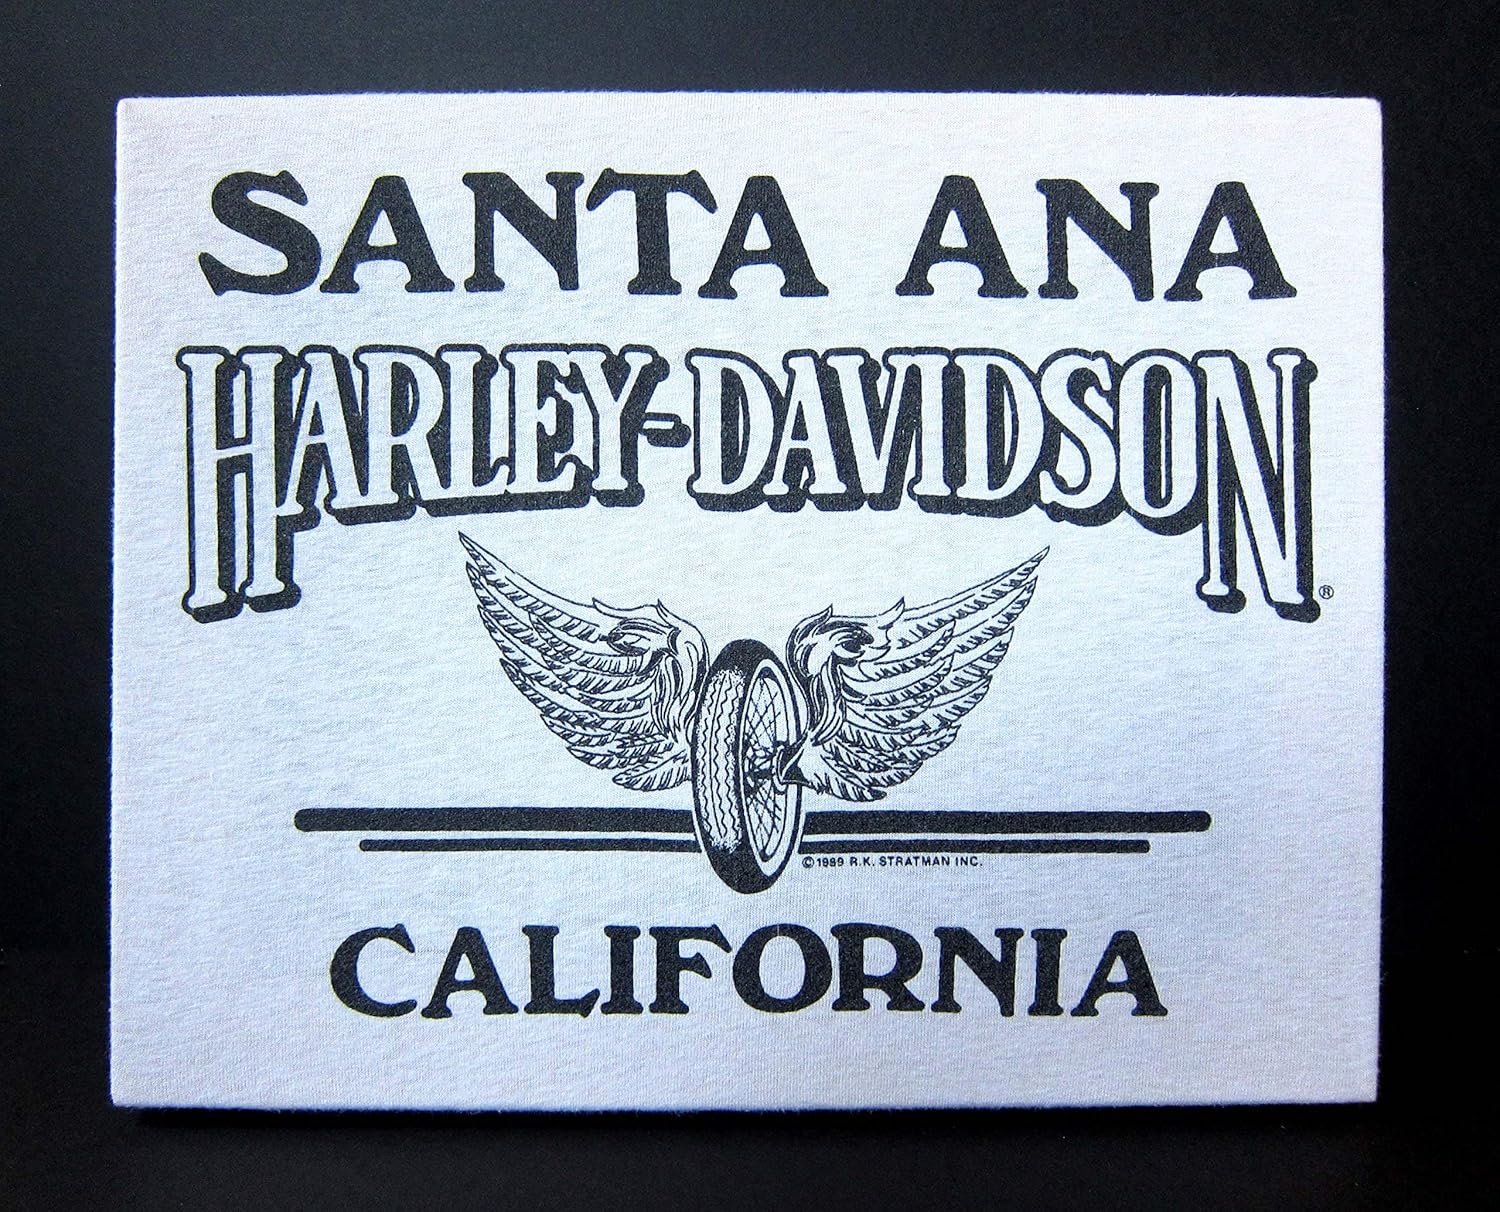 SANTA ANA
HARLEY-DAVIDSON®
©1989 R.K. STRATMAN INC.
CALIFORNIA